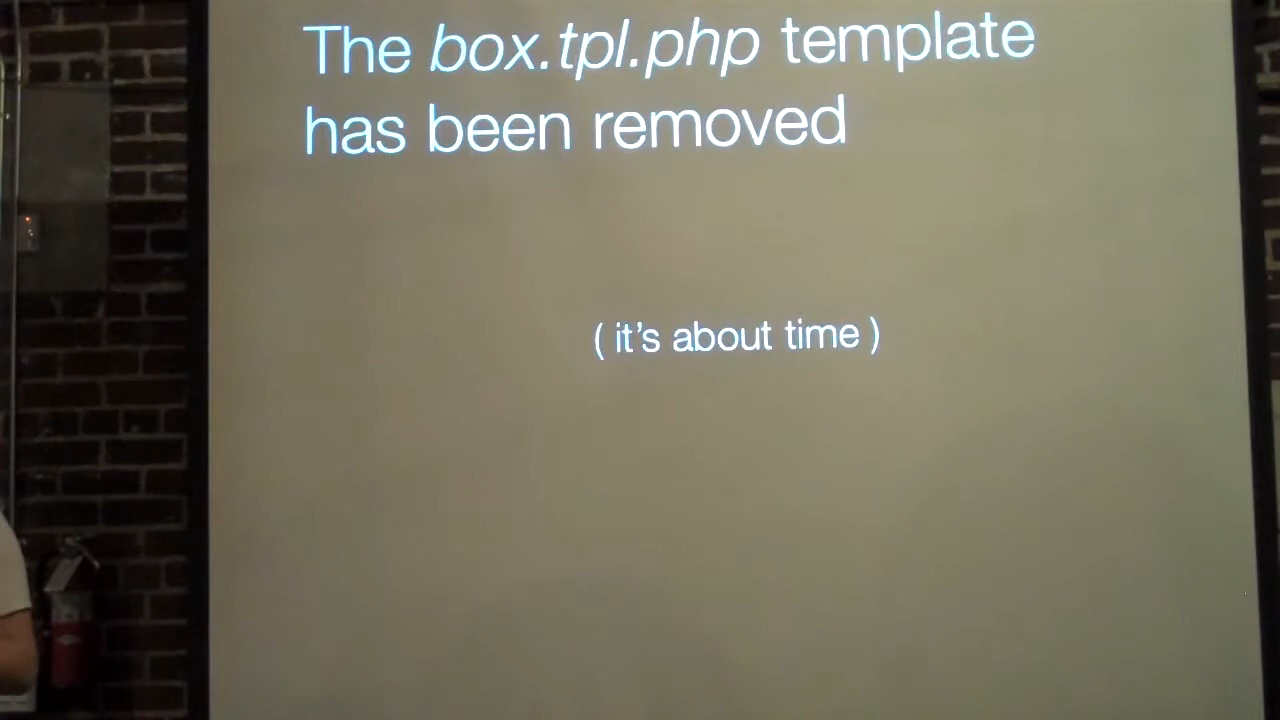 The box.tpl.php template
has been removed
( it’s about time )